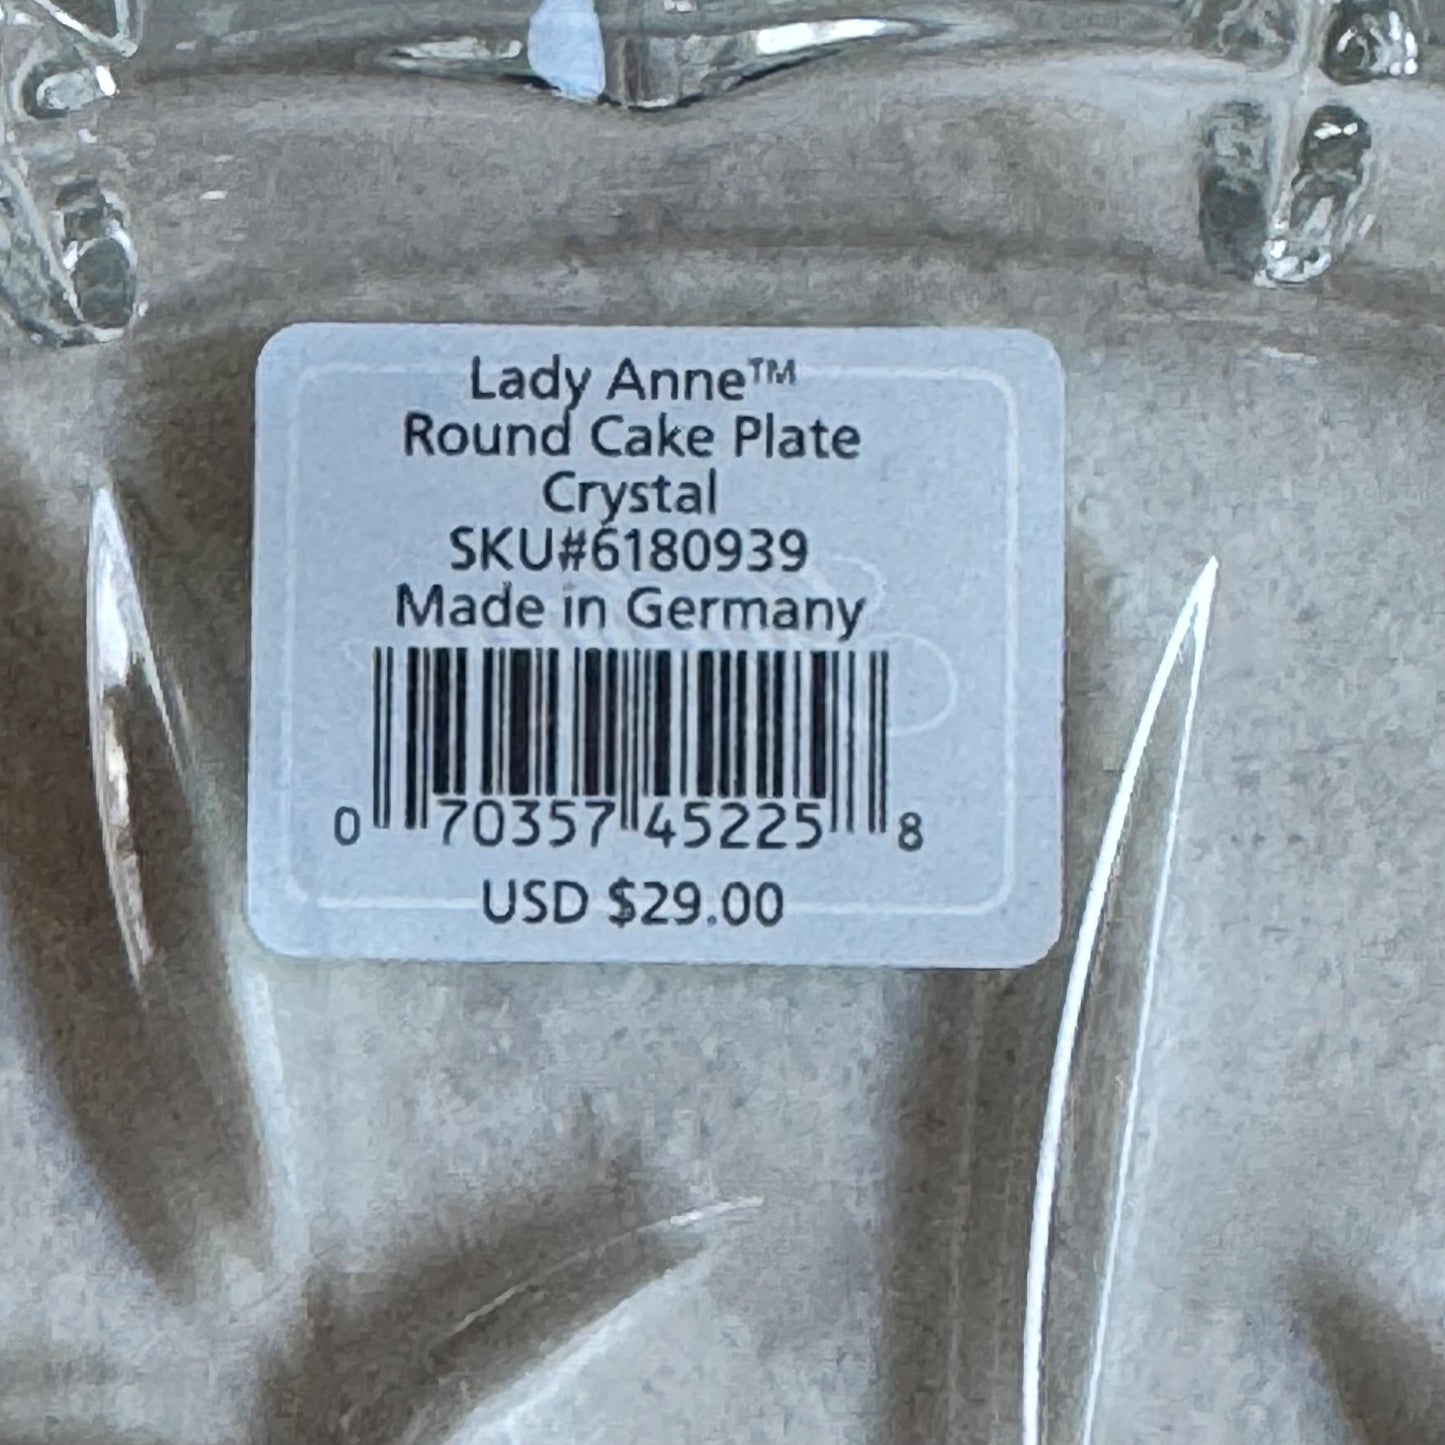 Lady Anne™
Round Cake Plate
Crystal
SKU#6180939
Made in Germany
0 70357 45225 8
USD $29.00